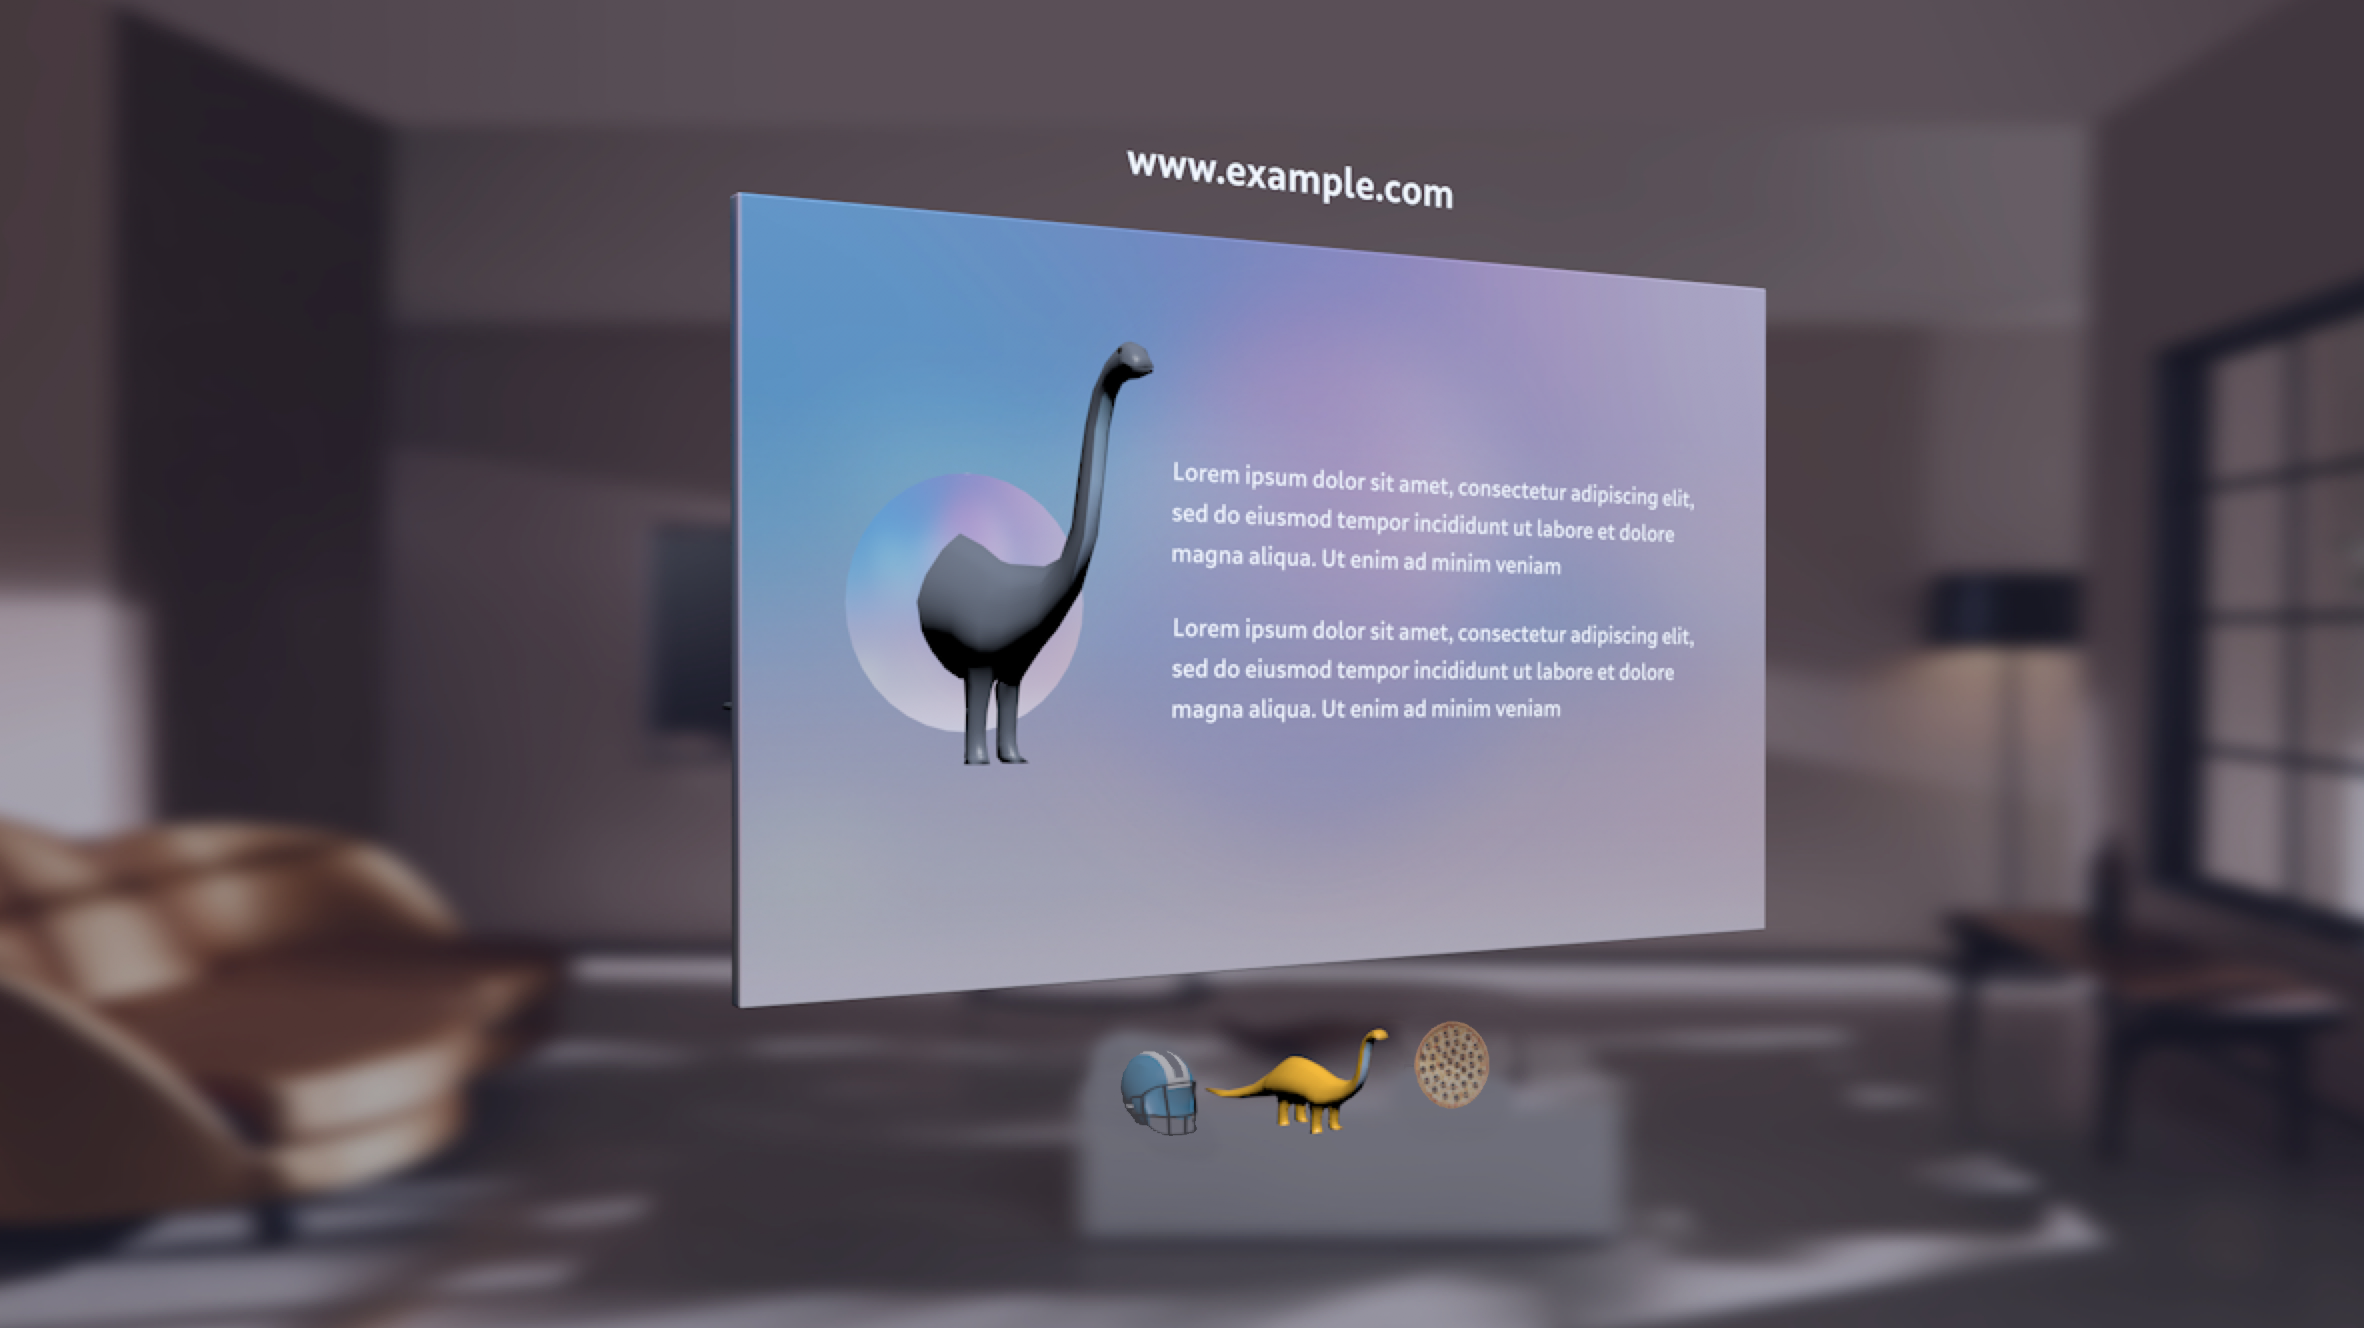 www.example.com
Lorem ipsum dolor sit amet, consectetur adipiscing elit,
sed do eiusmod tempor incididunt ut labore et dolore
magna aliqua. Ut enim ad minim veniam
Lorem ipsum dolor sit amet, consectetur adipiscing elit,
sed do eiusmod tempor incididunt ut labore et dolore
magna aliqua. Ut enim ad minim veniam